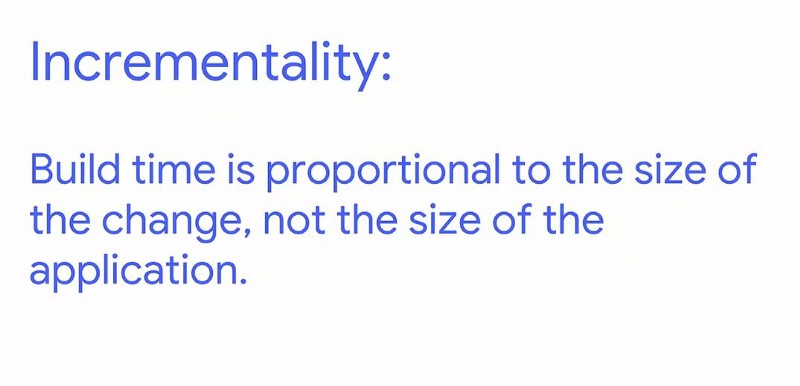 Incrementality:
Build time is proportional to the size of
the change, not the size of the
application.